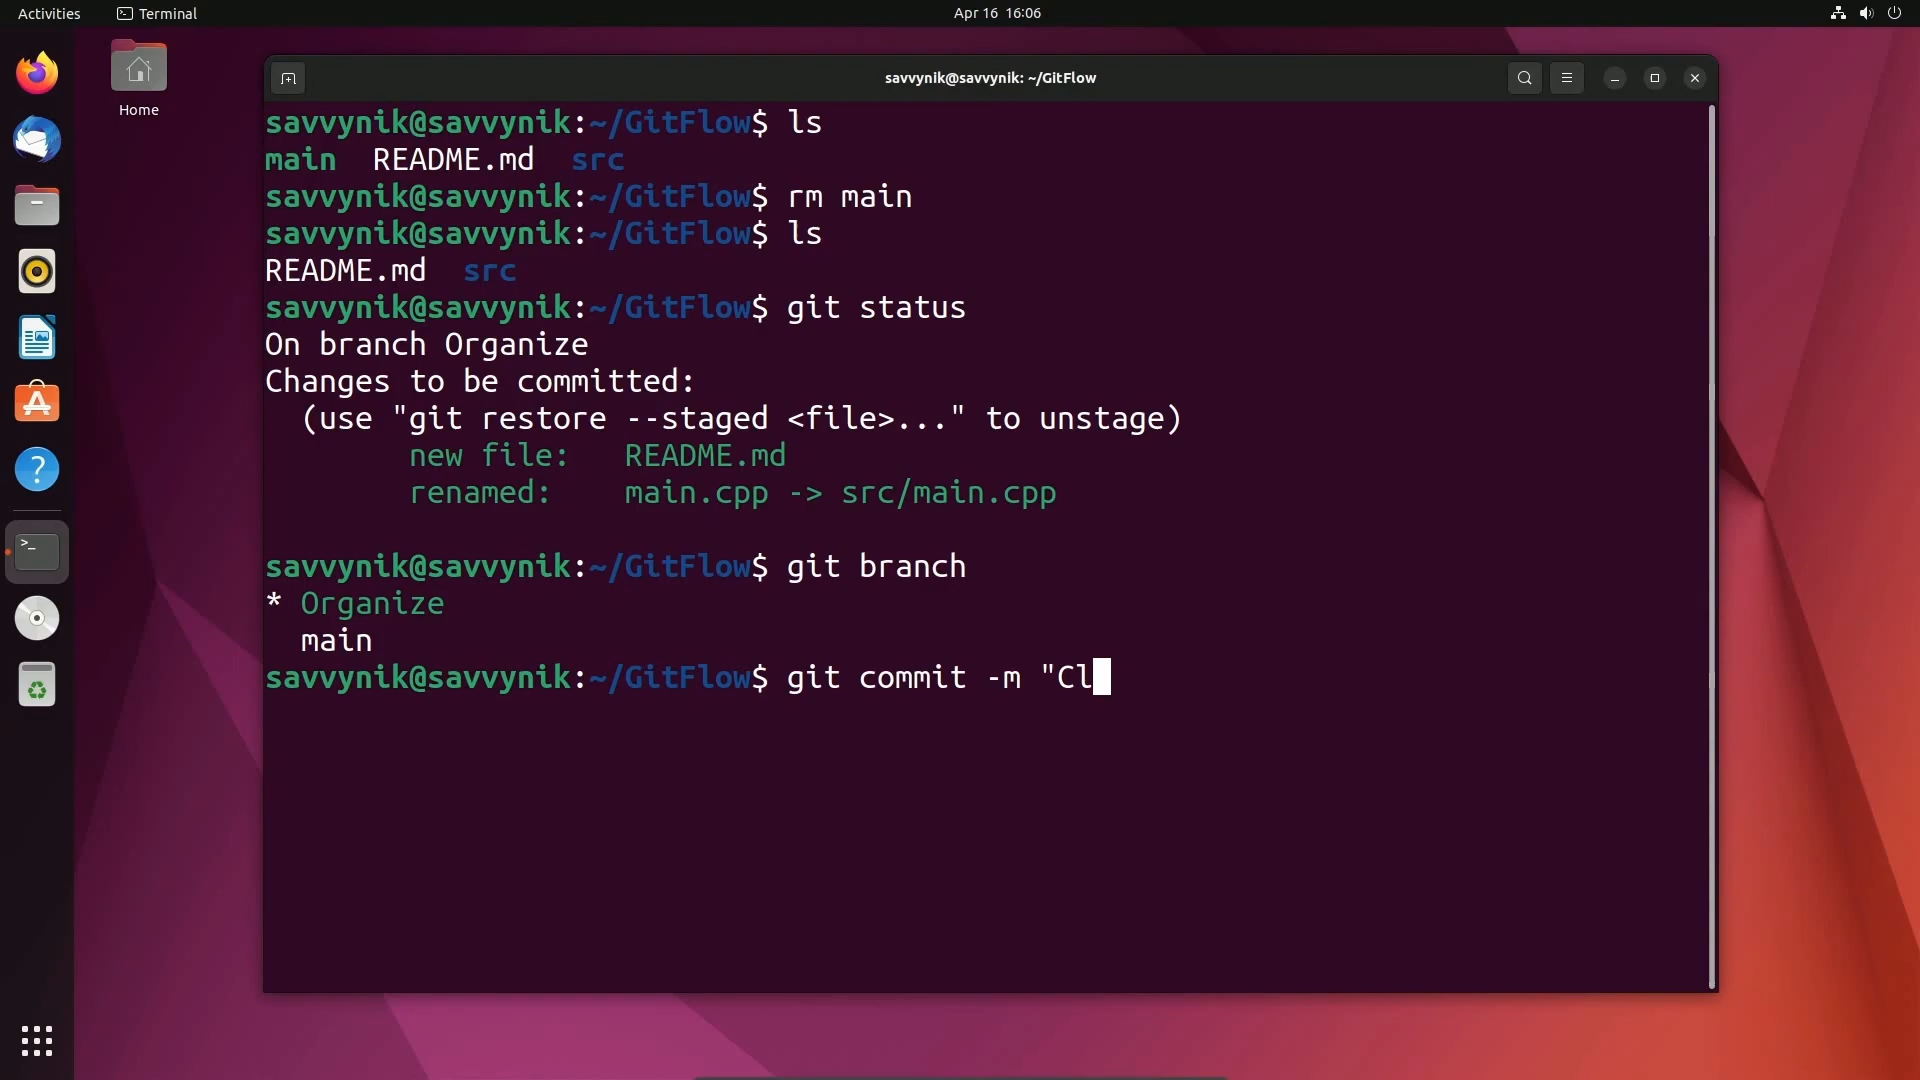 Activities Terminal Apr 16 16:06
Home
savvynik@savvynik: ~/GitFlow
savvynik@savvynik:~/GitFlow$ ls
main README.md src
savvynik@savvynik:~/GitFlow$ rm main
savvynik@savvynik:~/GitFlow$ ls
README.md src
savvynik@savvynik:~/GitFlow$ git status
On branch Organize
Changes to be committed:
(use "git restore --staged <file>..." to unstage)
new file: README.md
renamed: main.cpp -> src/main.cpp
savvynik@savvynik:~/GitFlow$ git branch
* Organize
main
savvynik@savvynik:~/GitFlow$ git commit -m "Cl